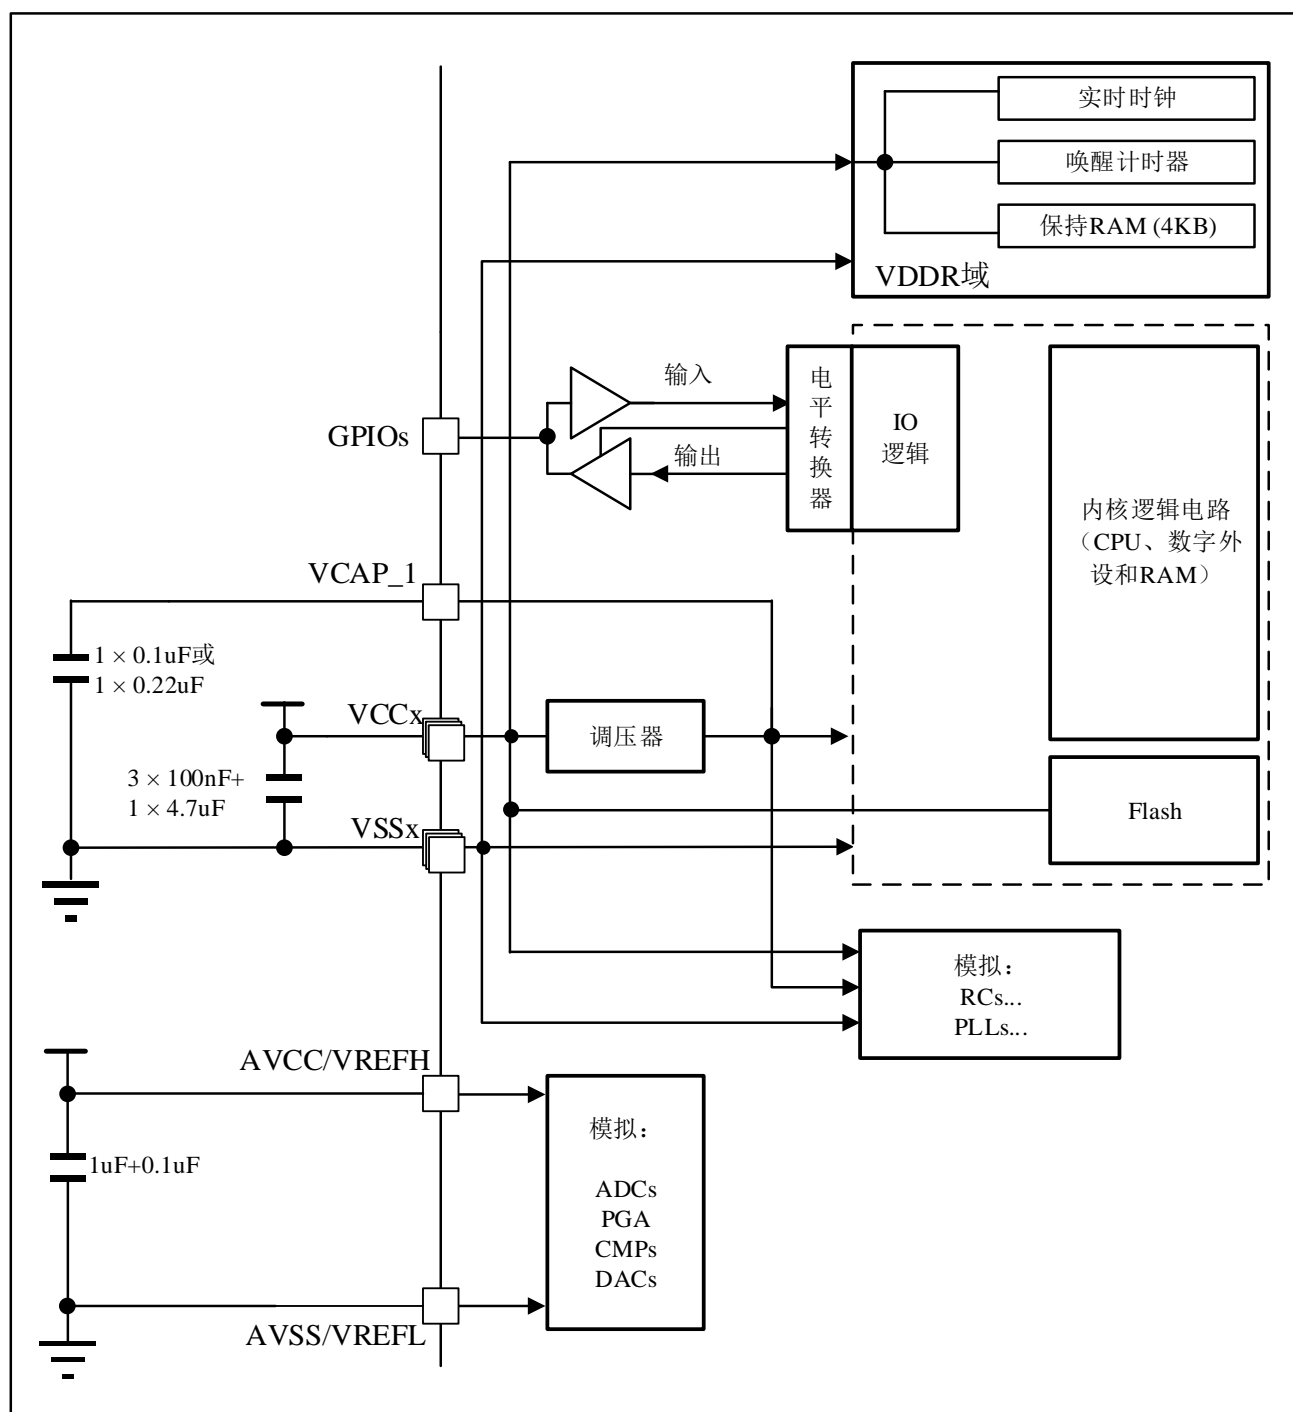 实时时钟
唤醒计时器
保持RAM (4KB)
VDDR域
输入
电
平
转
换
器
IO
逻辑
GPIOs
输出
内核逻辑电路
（CPU、数字外
设和RAM）
VCAP_1
1 × 0.1uF或
1 × 0.22uF
VCCx
调压器
3 × 100nF+
1 × 4.7uF
VSSx
Flash
模拟：
RCs...
PLLs...
AVCC/VREFH
模拟：
1uF+0.1uF
ADCs
PGA
CMPs
DACs
AVSS/VREFL